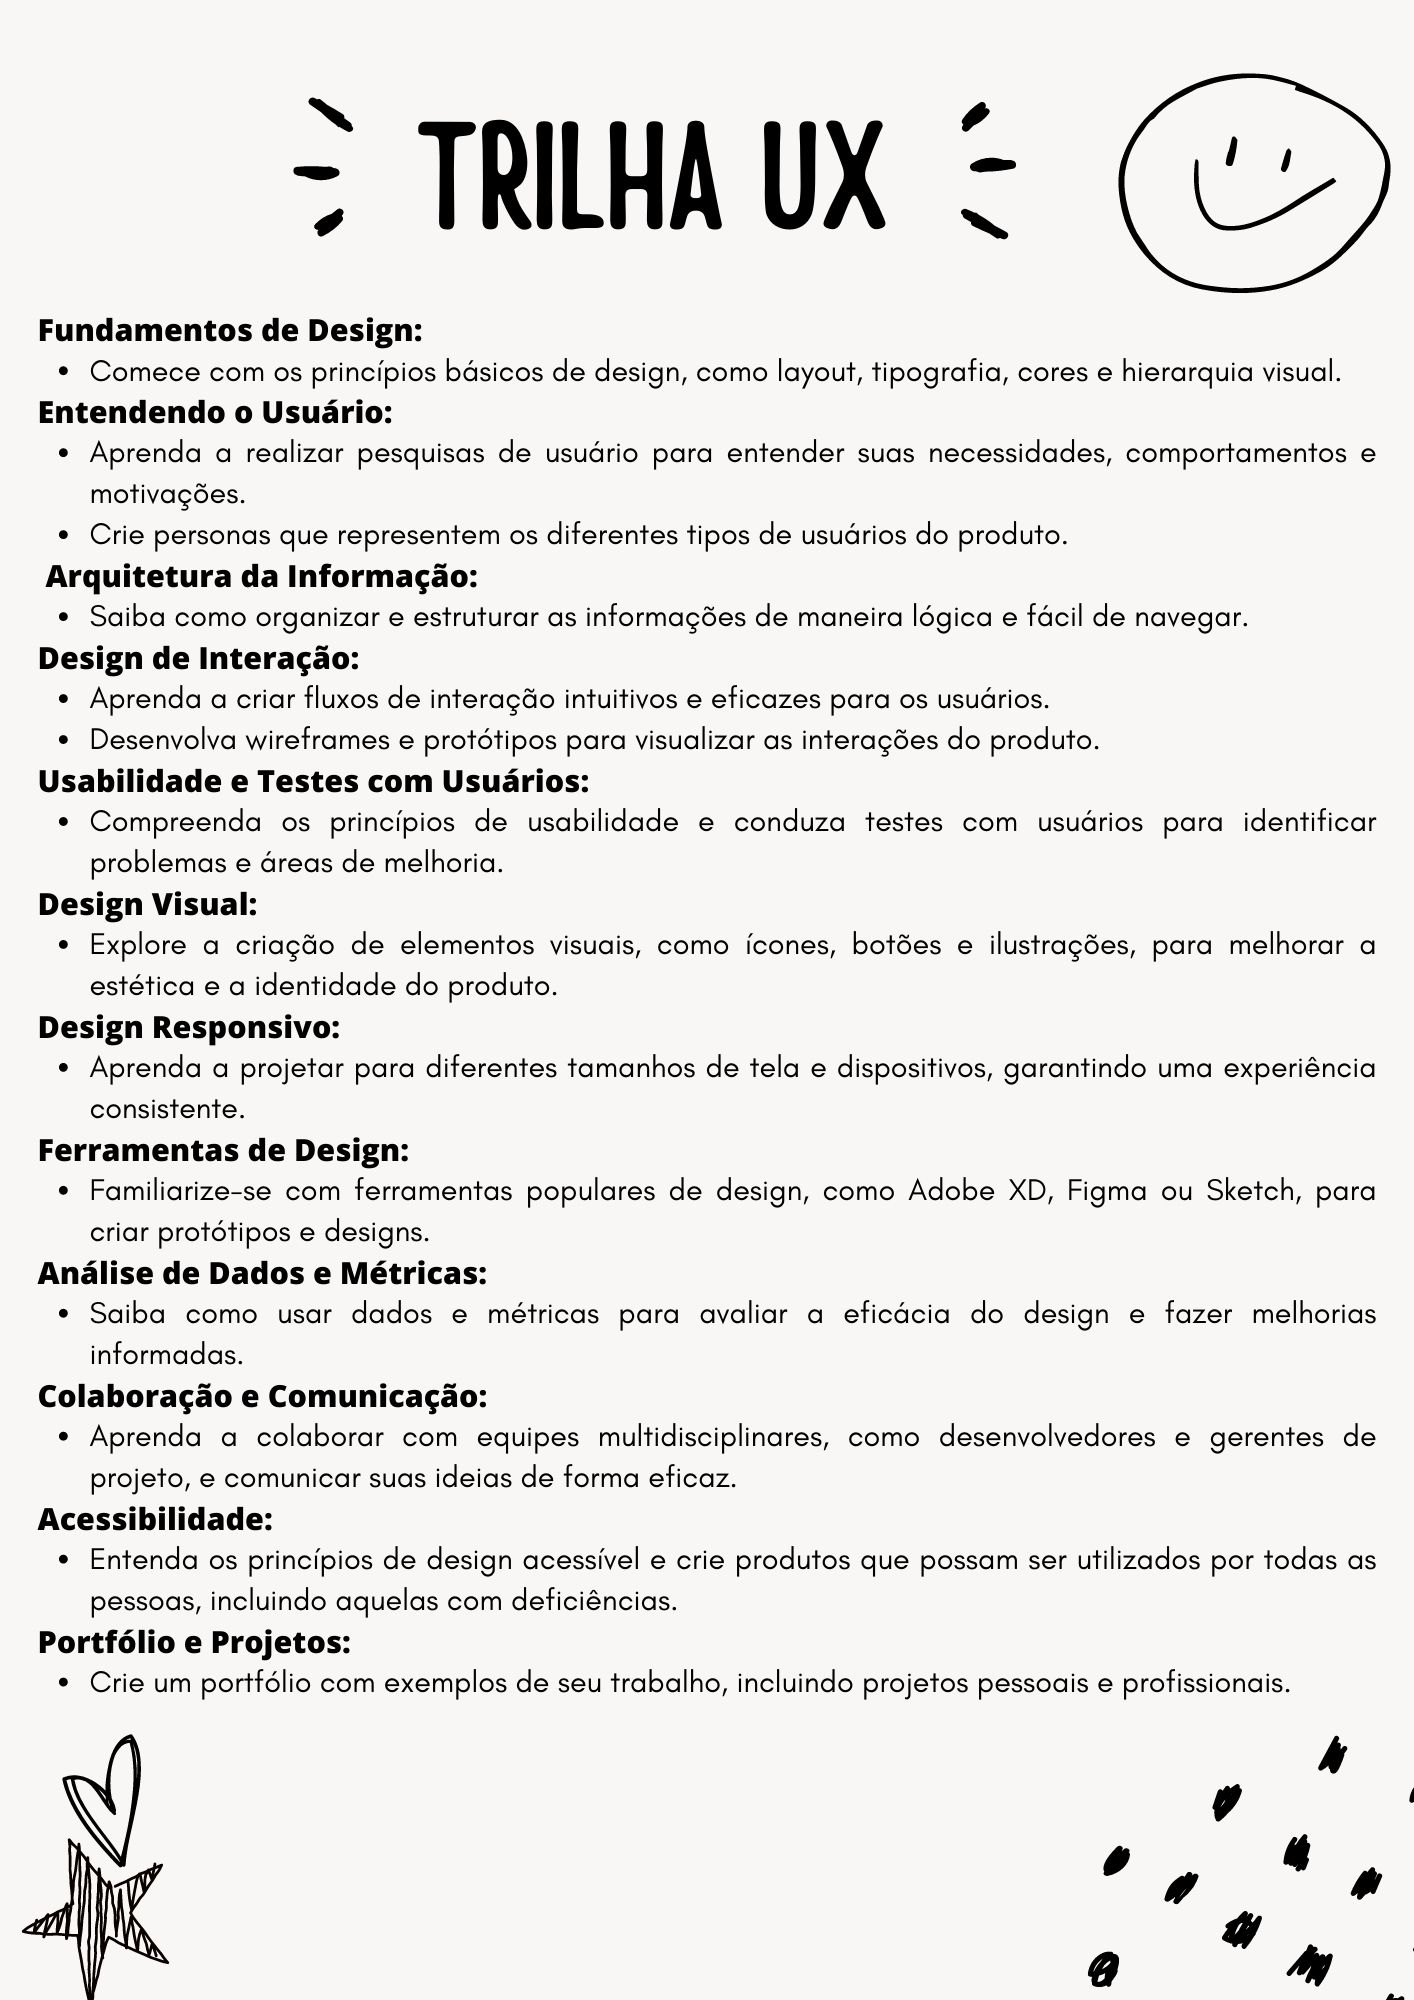 TRILHA UX
Fundamentos de Design:
• Comece com os princípios básicos de design, como layout, tipografia, cores e hierarquia visual.
Entendendo o Usuário:
• Aprenda a realizar pesquisas de usuário para entender suas necessidades, comportamentos e
motivações.
• Crie personas que representem os diferentes tipos de usuários do produto.
Arquitetura da Informação:
• Saiba como organizar e estruturar as informações de maneira lógica e fácil de navegar.
Design de Interação:
• Aprenda a criar fluxos de interação intuitivos e eficazes para os usuários.
• Desenvolva wireframes e protótipos para visualizar as interações do produto.
Usabilidade e Testes com Usuários:
• Compreenda os princípios de usabilidade e conduza testes com usuários para identificar
problemas e áreas de melhoria.
Design Visual:
• Explore a criação de elementos visuais, como ícones, botões e ilustrações, para melhorar a
estética e a identidade do produto.
Design Responsivo:
• Aprenda a projetar para diferentes tamanhos de tela e dispositivos, garantindo uma experiência
consistente.
Ferramentas de Design:
• Familiarize-se com ferramentas populares de design, como Adobe XD, Figma ou Sketch, para
criar protótipos e designs.
Análise de Dados e Métricas:
• Saiba como usar dados e métricas para avaliar a eficácia do design e fazer melhorias
informadas.
Colaboração e Comunicação:
• Aprenda a colaborar com equipes multidisciplinares, como desenvolvedores e gerentes de
projeto, e comunicar suas ideias de forma eficaz.
Acessibilidade:
• Entenda os princípios de design acessível e crie produtos que possam ser utilizados por todas as
pessoas, incluindo aquelas com deficiências.
Portfólio e Projetos:
• Crie um portfólio com exemplos de seu trabalho, incluindo projetos pessoais e profissionais.